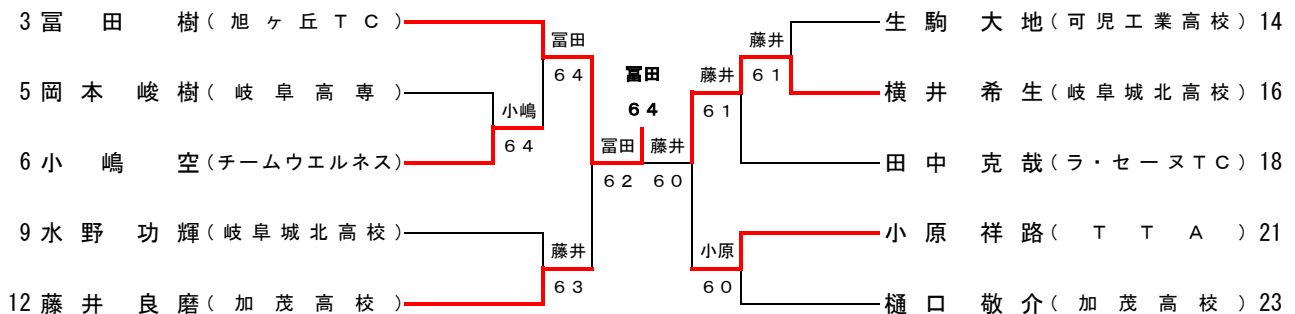 3 冨田 樹(旭ヶ丘TC)
生駒 大地(可児工業高校) 14
冨田
藤井
64
冨田
藤井
61
5 岡本 峻樹(岐阜高専)
横井 希生(岐阜城北高校) 16
小嶋
64
61
64
冨田
藤井
6 小嶋 空(チームウエルネス)
田中 克哉(ラ・セーヌTC) 18
62
60
9 水野 功輝(岐阜城北高校)
小原 祥路(TTA) 21
藤井
小原
63
60
12 藤井 良磨(加茂高校)
樋口 敬介(加茂高校) 23